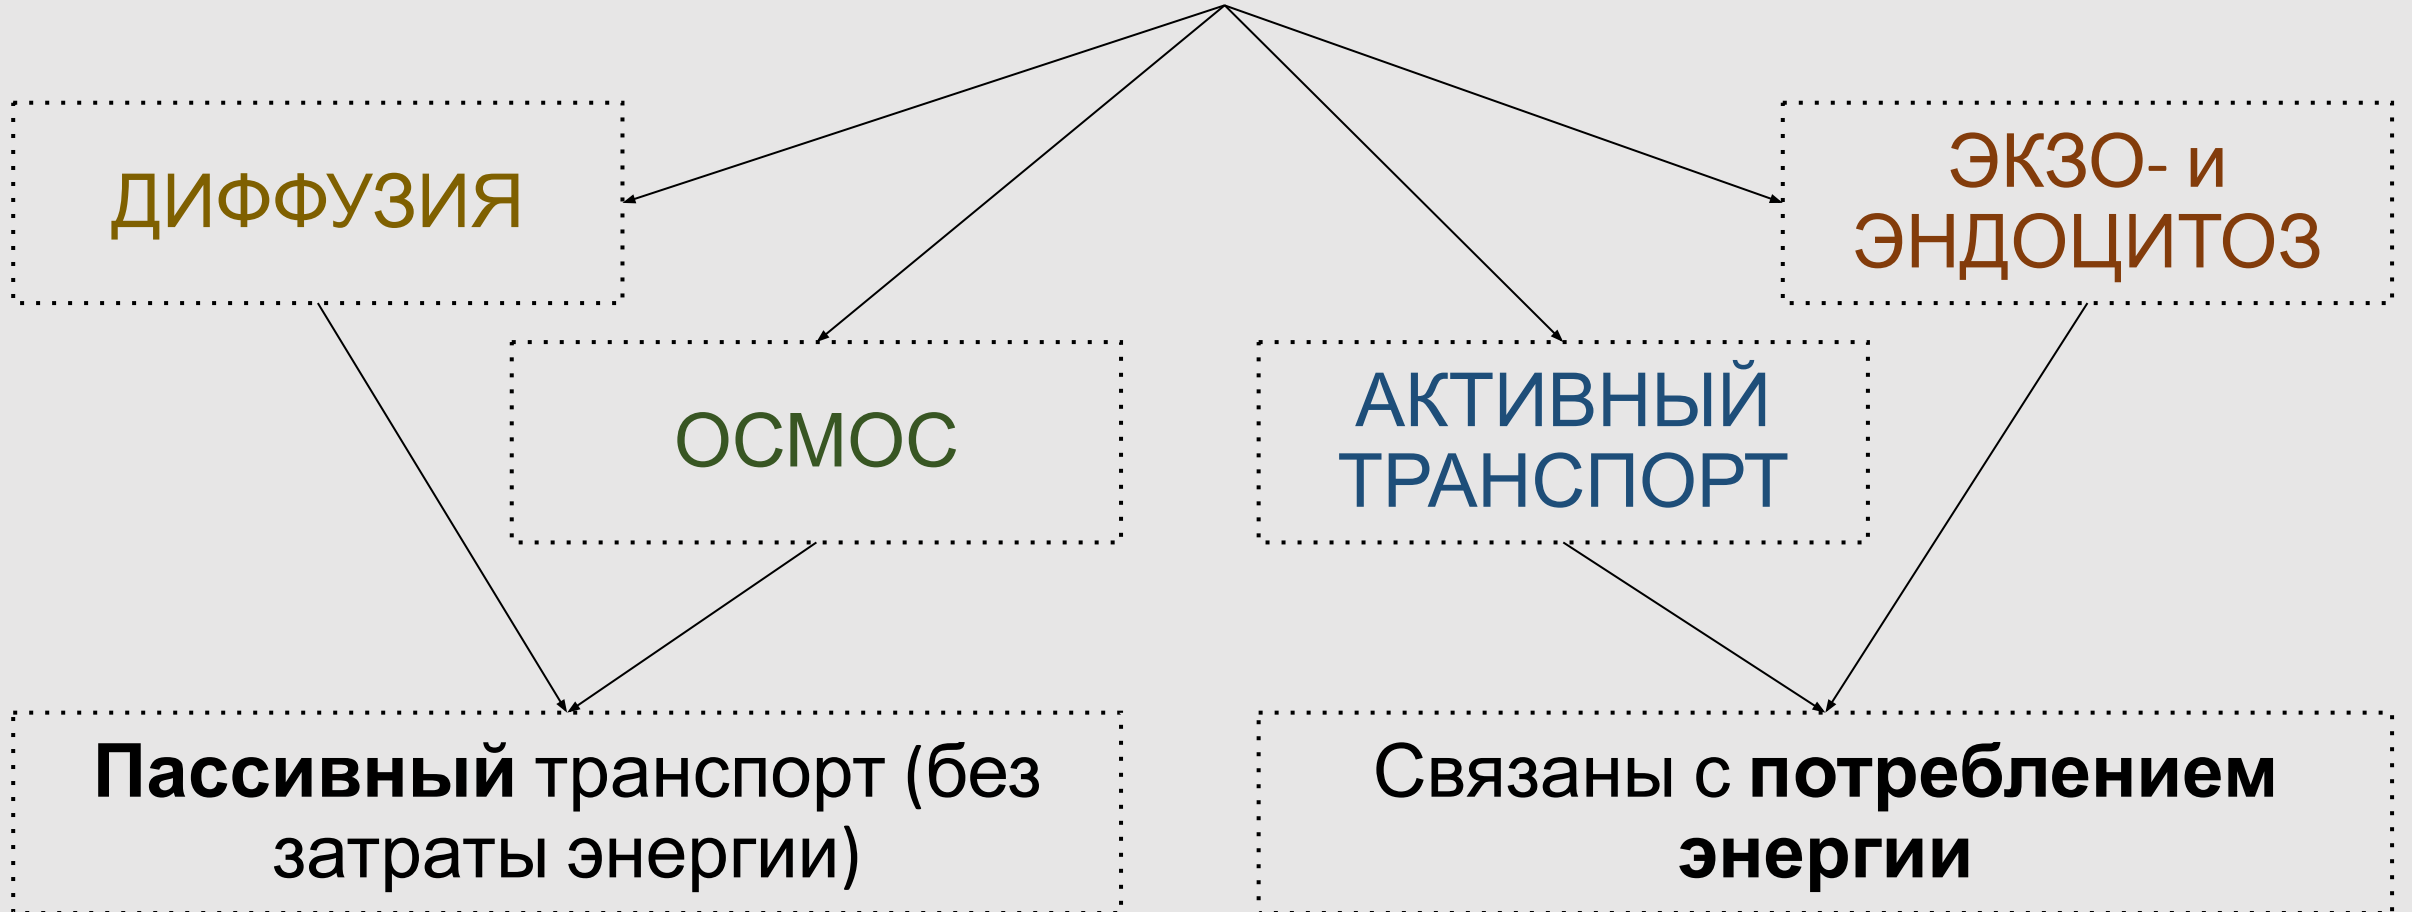 ДИФФУЗИЯ
ЭКЗО- и
ЭНДОЦИТОЗ
ОСМОС
АКТИВНЫЙ
ТРАНСПОРТ
Пассивный транспорт (без
затраты энергии)
Связаны с потреблением
энергии